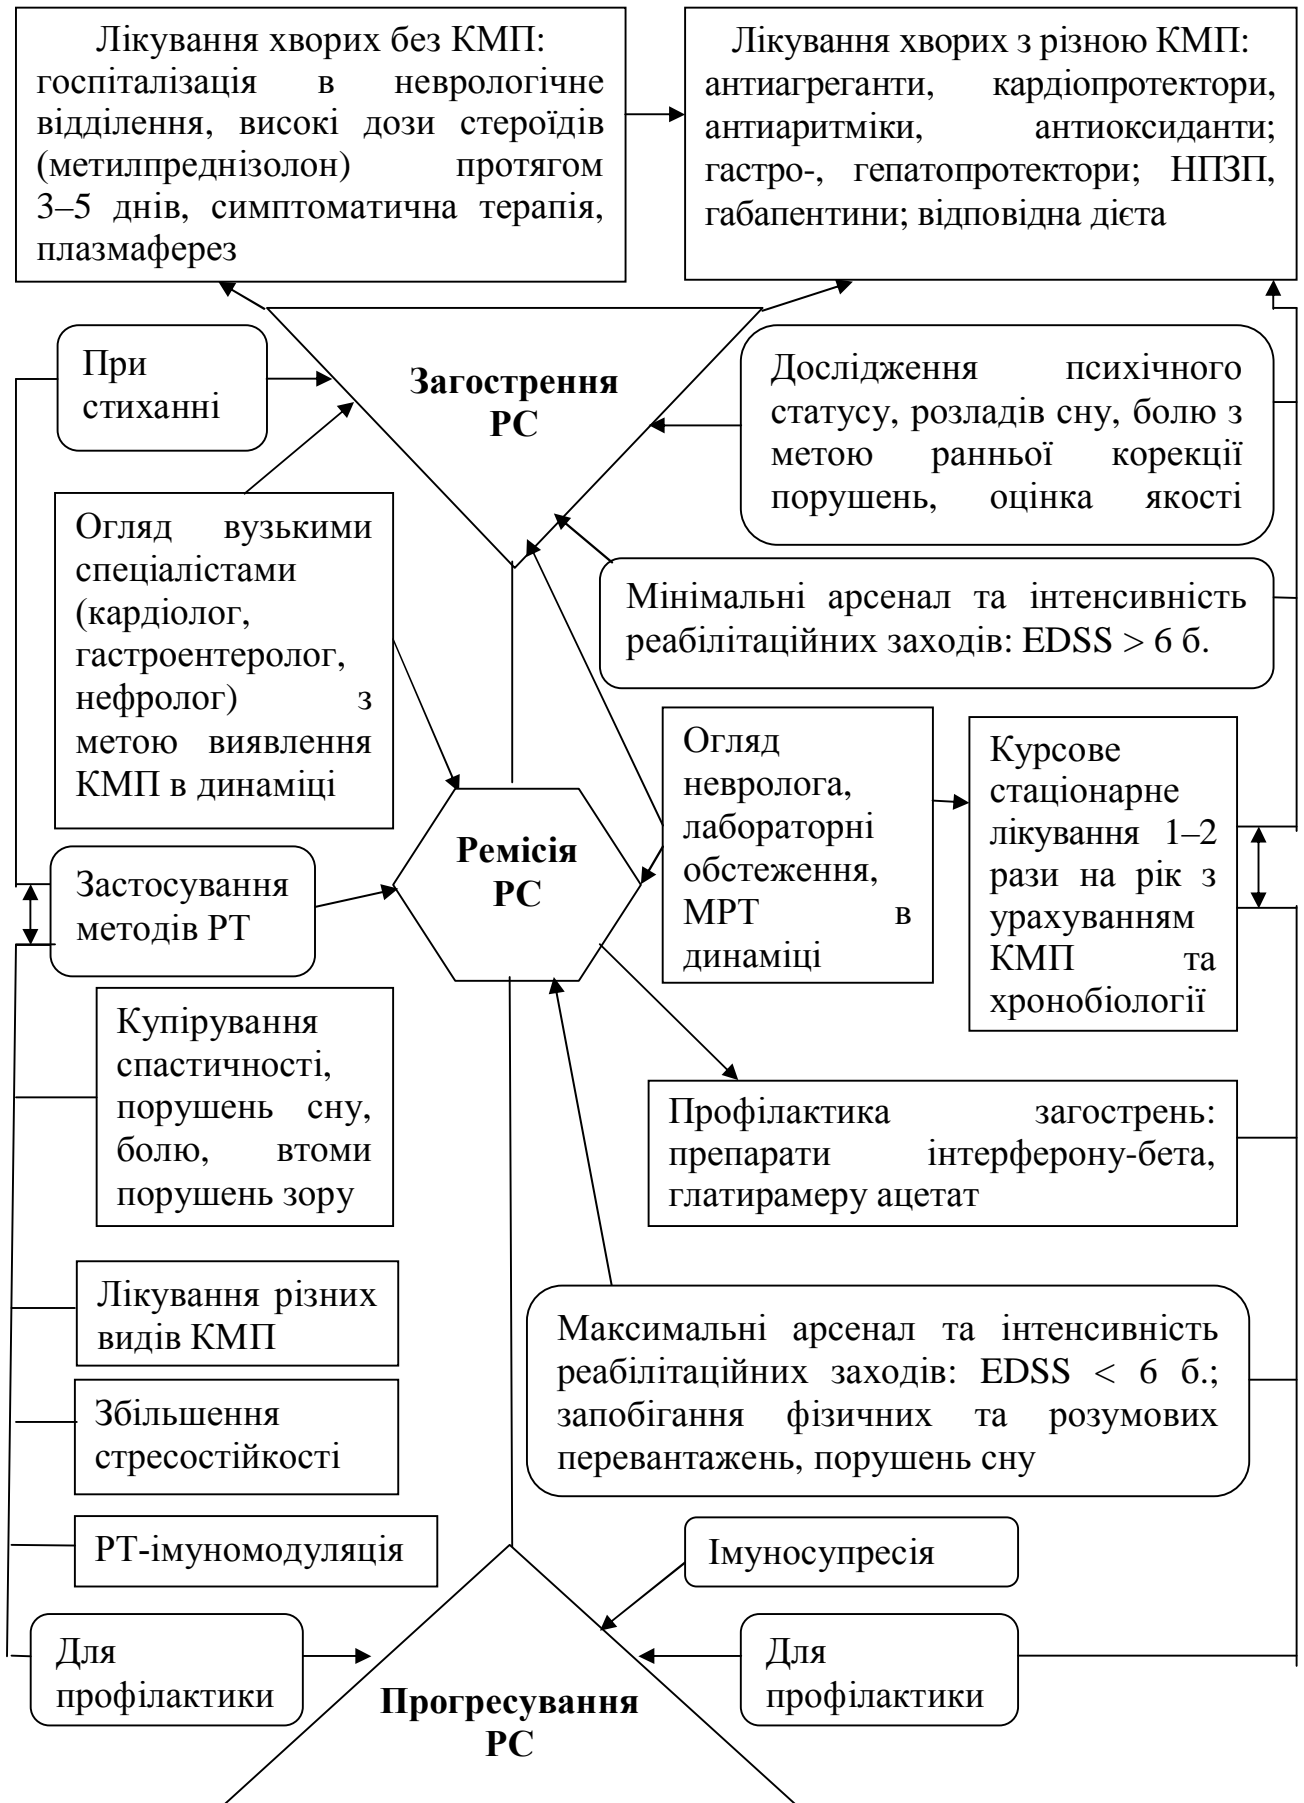 Лікування хворих без КМП:
госпіталізація в неврологічне
відділення, високі дози стероїдів
(метилпреднізолон) протягом
3–5 днів, симптоматична терапія,
плазмаферез
Лікування хворих з різною КМП:
антиагреганти, кардіопротектори,
антиаритміки, антиоксиданти;
гастро-, гепатопротектори; НПЗП,
габапентини; відповідна дієта
При
стиханні
Загострення
РС
Дослідження психічного
статусу, розладів сну, болю з
метою ранньої корекції
порушень, оцінка якості
Огляд вузькими
спеціалістами
(кардіолог,
гастроентеролог,
нефролог) з
метою виявлення
КМП в динаміці
Мінімальні арсенал та інтенсивність
реабілітаційних заходів: EDSS > 6 б.
Огляд
невролога,
лабораторні
обстеження,
МРТ в
динаміці
Курсове
стаціонарне
лікування 1–2
рази на рік з
урахуванням
КМП та
хронобіології
Ремісія
РС
Застосування
методів РТ
Купірування
спастичності,
порушень сну,
болю, втоми
порушень зору
Профілактика загострень:
препарати інтерферону-бета,
глатирамеру ацетат
Лікування різних
видів КМП
Максимальні арсенал та інтенсивність
реабілітаційних заходів: EDSS < 6 б.;
запобігання фізичних та розумових
перевантажень, порушень сну
Збільшення
стресостійкості
РТ-імуномодуляція
Імуносупресія
Для
профілактики
Для
профілактики
Прогресування
РС